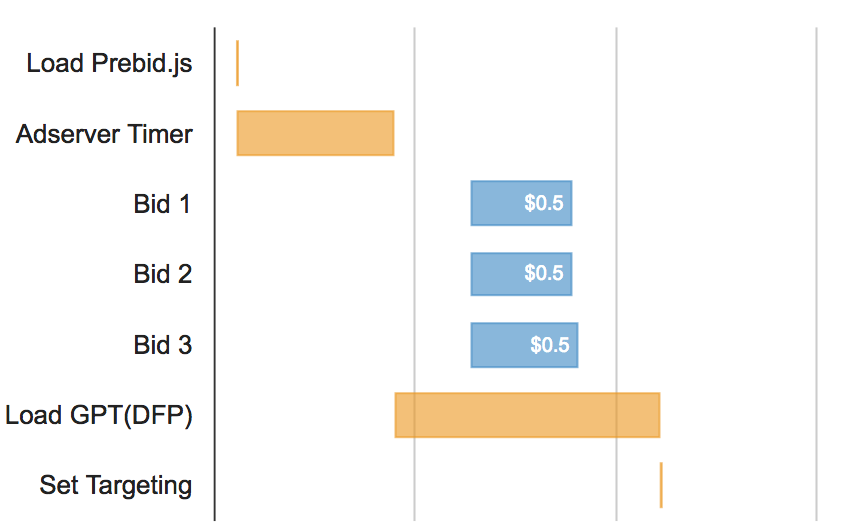 Load Prebid.js
Adserver Timer
Bid 1
$0.5
Bid 2
$0.5
Bid 3
$0.5
Load GPT(DFP)
Set Targeting